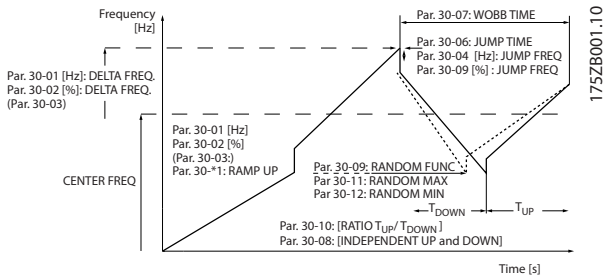 Frequency
[Hz]
Par. 30-07: WOBB TIME
Par. 30-06: JUMP TIME
Par. 30-04 [Hz]: JUMP FREQ
Par. 30-09 [%] : JUMP FREQ
175ZB001.10
Par. 30-01 [Hz]: DELTA FREQ.
Par. 30-02 [%]: DELTA FREQ.
(Par. 30-03)
Par. 30-01 [Hz]
Par. 30-02 [%]
(Par. 30-03:)
Par. 30-*1: RAMP UP
CENTER FREQ
Par. 30-09: RANDOM FUNC
Par 30-11: RANDOM MAX
Par 30-12: RANDOM MIN
TDOWN
TUP
Par. 30-10: [RATIO TUP/ TDOWN ]
Par. 30-08: [INDEPENDENT UP and DOWN]
Time [s]